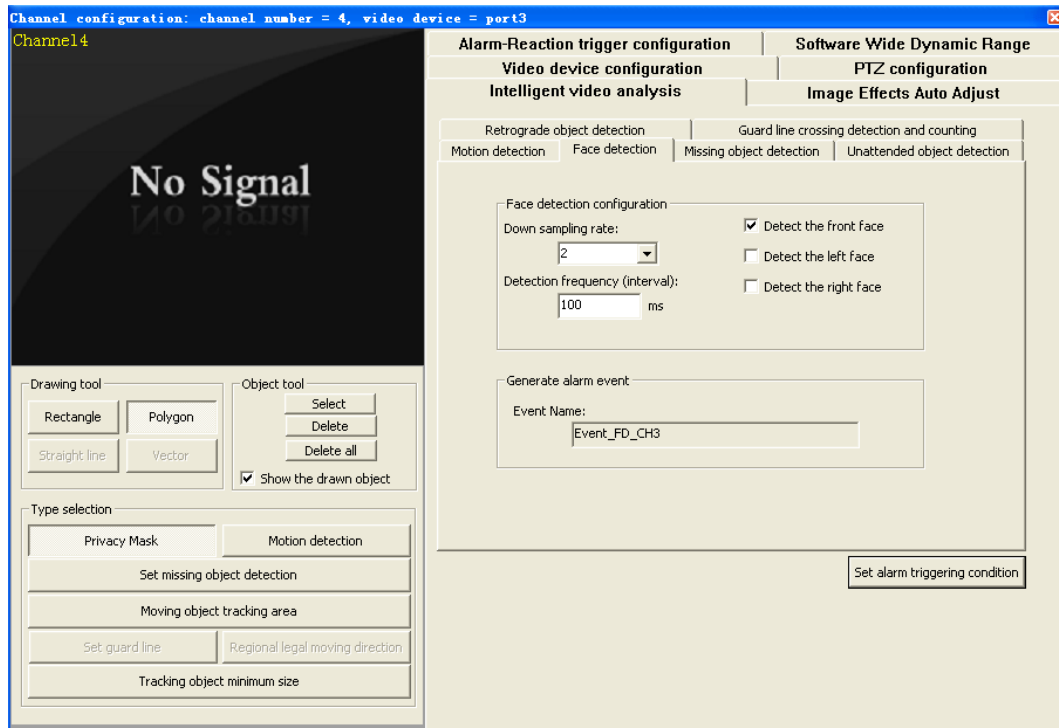 Channel configuration: channel number = 4, video device = port3
Channel4
No Signal
Alarm-Reaction trigger configuration
Software Wide Dynamic Range
Video device configuration
PTZ configuration
Intelligent video analysis
Image Effects Auto Adjust
Retrograde object detection
Guard line crossing detection and counting
Motion detection
Face detection
Missing object detection
Unattended object detection
Face detection configuration
Down sampling rate:
2
Detection frequency (interval):
100 ms
Detect the front face
Detect the left face
Detect the right face
Generate alarm event
Event Name:
Event_FD_CH3
Set alarm triggering condition
Drawing tool
Rectangle
Polygon
Straight line
Vector
Object tool
Select
Delete
Delete all
Show the drawn object
Type selection
Privacy Mask
Motion detection
Set missing object detection
Moving object tracking area
Set guard line
Regional legal moving direction
Tracking object minimum size